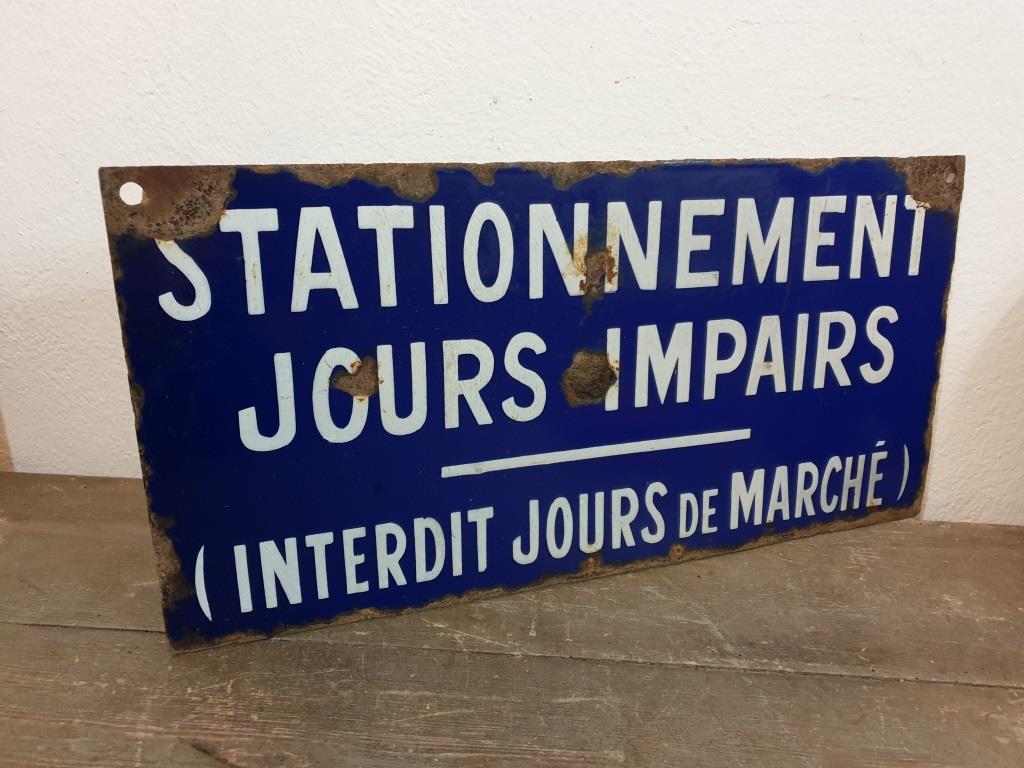 STATIONNEMENT
JOURS IMPAIRS
(INTERDIT JOURS DE MARCHÉ)